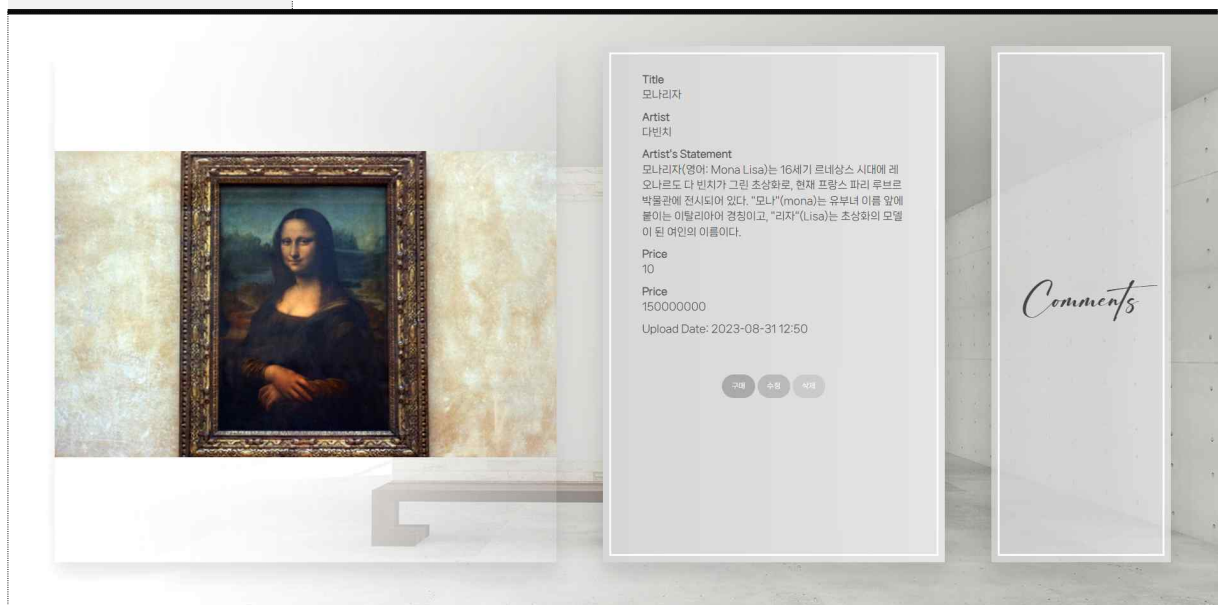 Title
모나리자
Artist
다빈치
Artist's Statement
모나리자(영어: Mona Lisa)는 16세기 르네상스 시대에 레
오나르도 다 빈치가 그린 초상화로, 현재 프랑스 파리 루브르
박물관에 전시되어 있다. "모나"(mona)는 유부녀 이름 앞에
붙이는 이탈리아어 경칭이고, "리자"(Lisa)는 초상화의 모델
이 된 여인의 이름이다.
Price
10
Price
150000000
Upload Date: 2023-08-31 12:50
구매 수정 삭제
Comments